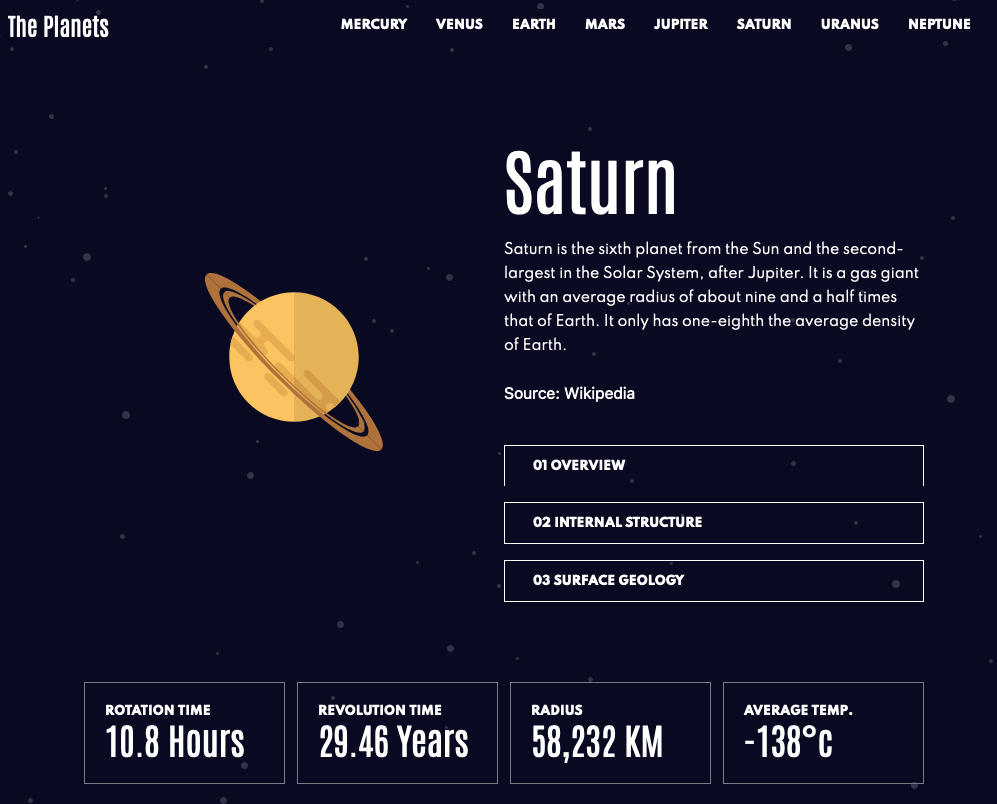 The Planets
MERCURY VENUS EARTH MARS JUPITER SATURN URANUS NEPTUNE
Saturn
Saturn is the sixth planet from the Sun and the second-
largest in the Solar System, after Jupiter. It is a gas giant
with an average radius of about nine and a half times
that of Earth. It only has one-eighth the average density
of Earth.
Source: Wikipedia
01 OVERVIEW
02 INTERNAL STRUCTURE
03 SURFACE GEOLOGY
ROTATION TIME
10.8 Hours
REVOLUTION TIME
29.46 Years
RADIUS
58,232 KM
AVERAGE TEMP.
-138°c